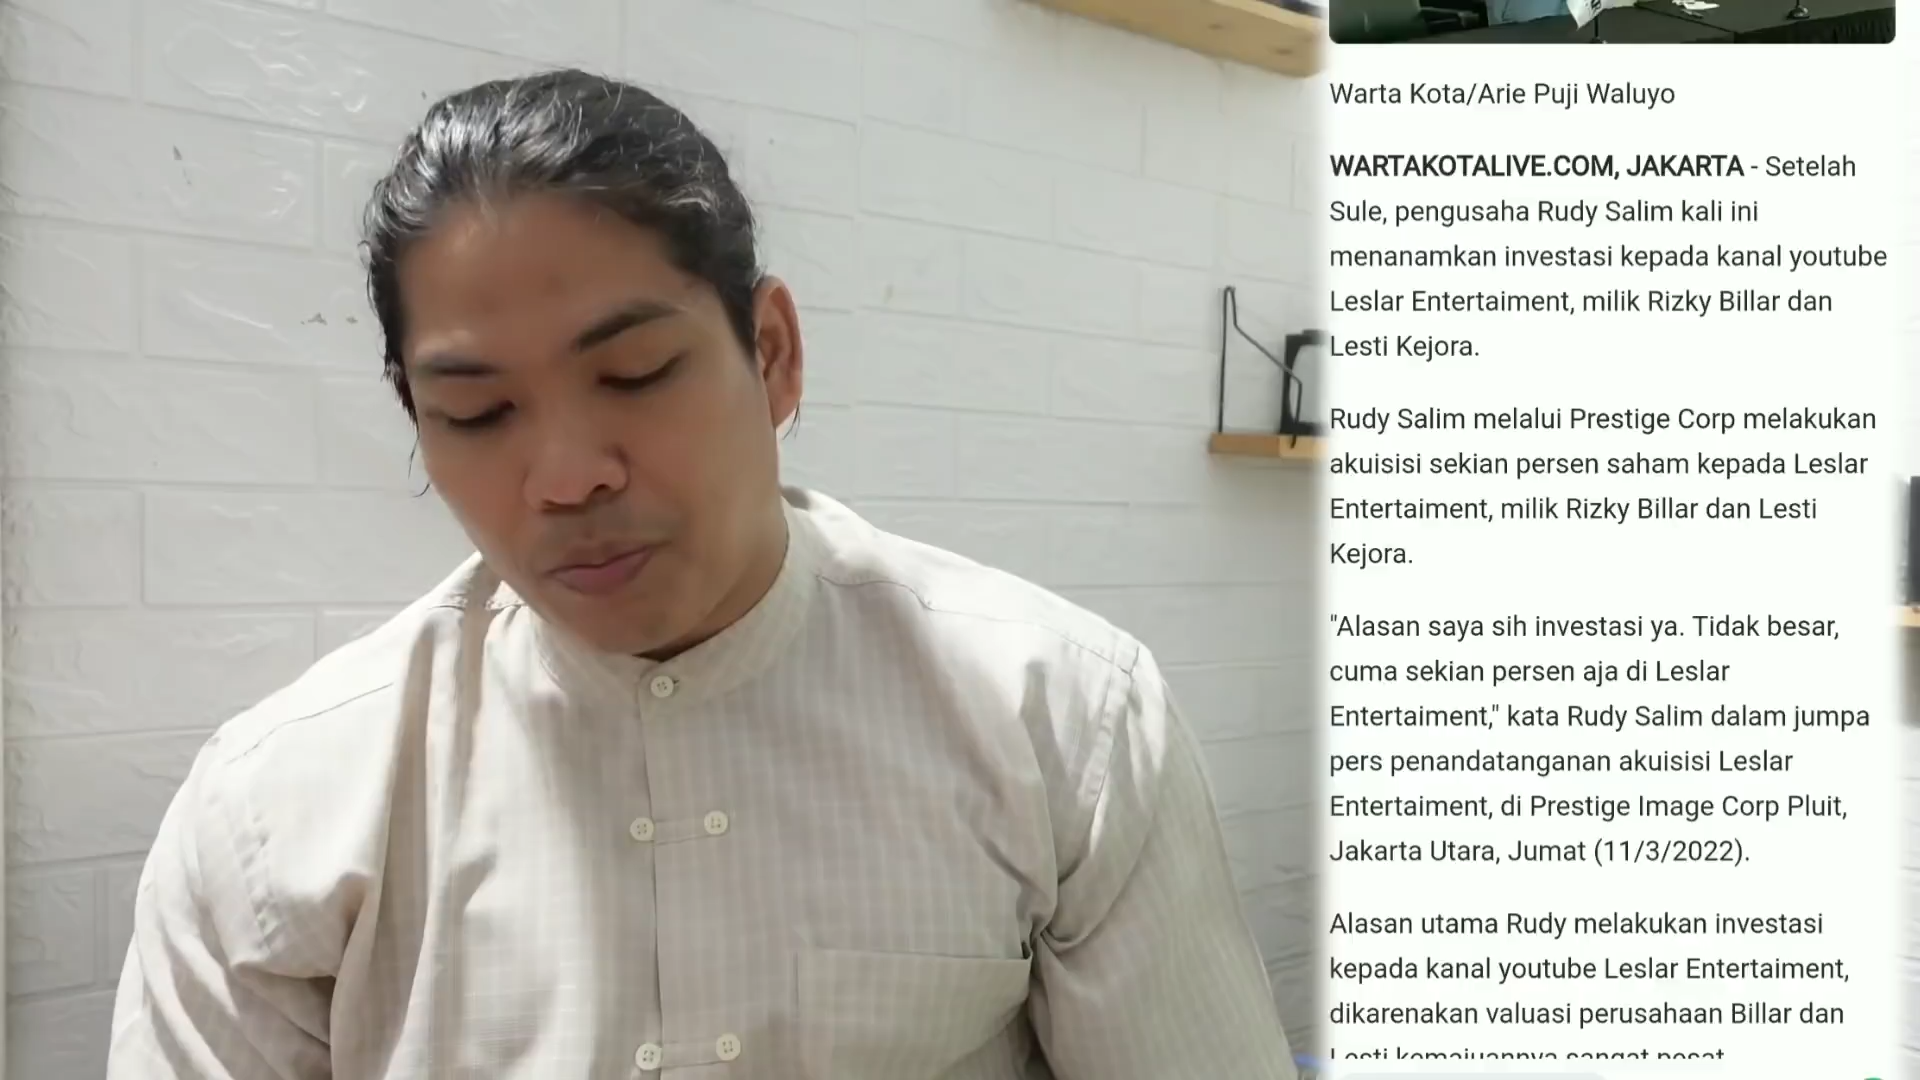 Warta Kota/Arie Puji Waluyo
WARTAKOTALIVE.COM, JAKARTA - Setelah
Sule, pengusaha Rudy Salim kali ini
menanamkan investasi kepada kanal youtube
Leslar Entertaiment, milik Rizky Billar dan
Lesti Kejora.
Rudy Salim melalui Prestige Corp melakukan
akuisisi sekian persen saham kepada Leslar
Entertaiment, milik Rizky Billar dan Lesti
Kejora.
"Alasan saya sih investasi ya. Tidak besar,
cuma sekian persen aja di Leslar
Entertaiment," kata Rudy Salim dalam jumpa
pers penandatanganan akuisisi Leslar
Entertaiment, di Prestige Image Corp Pluit,
Jakarta Utara, Jumat (11/3/2022).
Alasan utama Rudy melakukan investasi
kepada kanal youtube Leslar Entertaiment,
dikarenakan valuasi perusahaan Billar dan
Lesti kemajuannya sangat pesat.